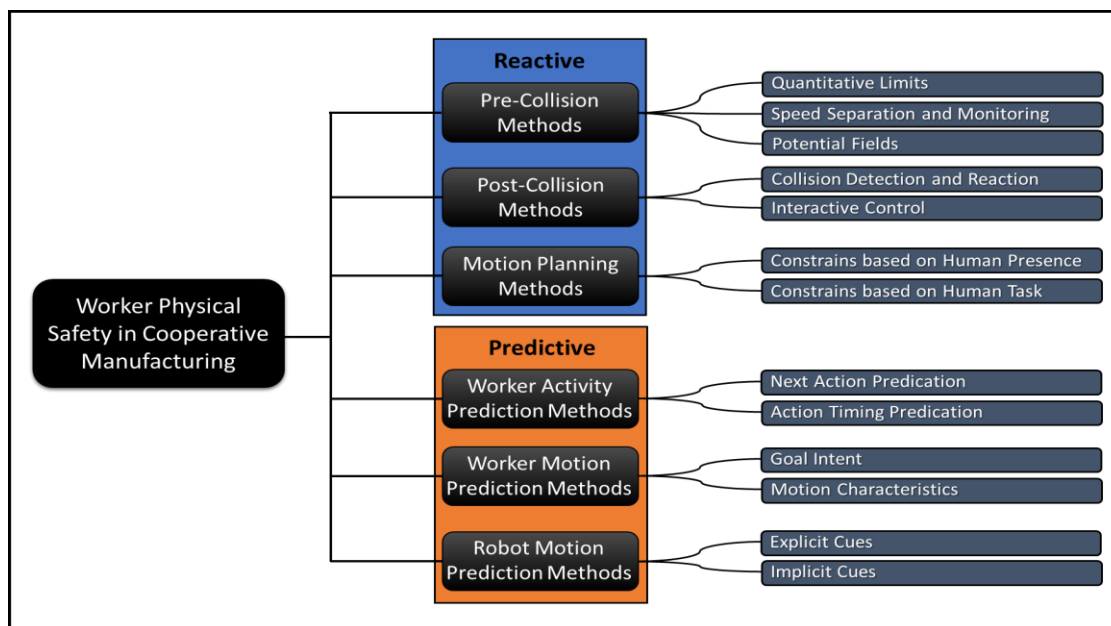 Reactive
Pre-Collision
Methods
Quantitative Limits
Speed Separation and Monitoring
Potential Fields
Post-Collision
Methods
Collision Detection and Reaction
Interactive Control
Motion Planning
Methods
Constrains based on Human Presence
Constrains based on Human Task
Worker Physical
Safety in Cooperative
Manufacturing
Predictive
Worker Activity
Prediction Methods
Next Action Predication
Action Timing Predication
Worker Motion
Prediction Methods
Goal Intent
Motion Characteristics
Robot Motion
Prediction Methods
Explicit Cues
Implicit Cues